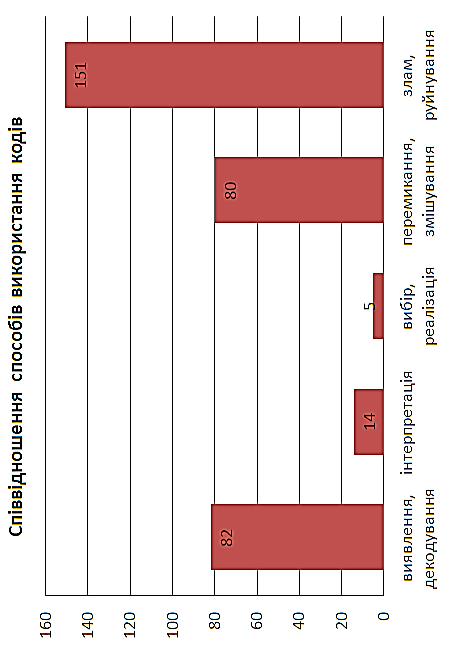 Співвідношення способів використання кодів
160
140
120
100
80
60
40
20
0
82
14
5
80
151
виявлення,
декодування
інтерпретація
вибір,
реалізація
перемикання,
змішування
злам,
руйнування